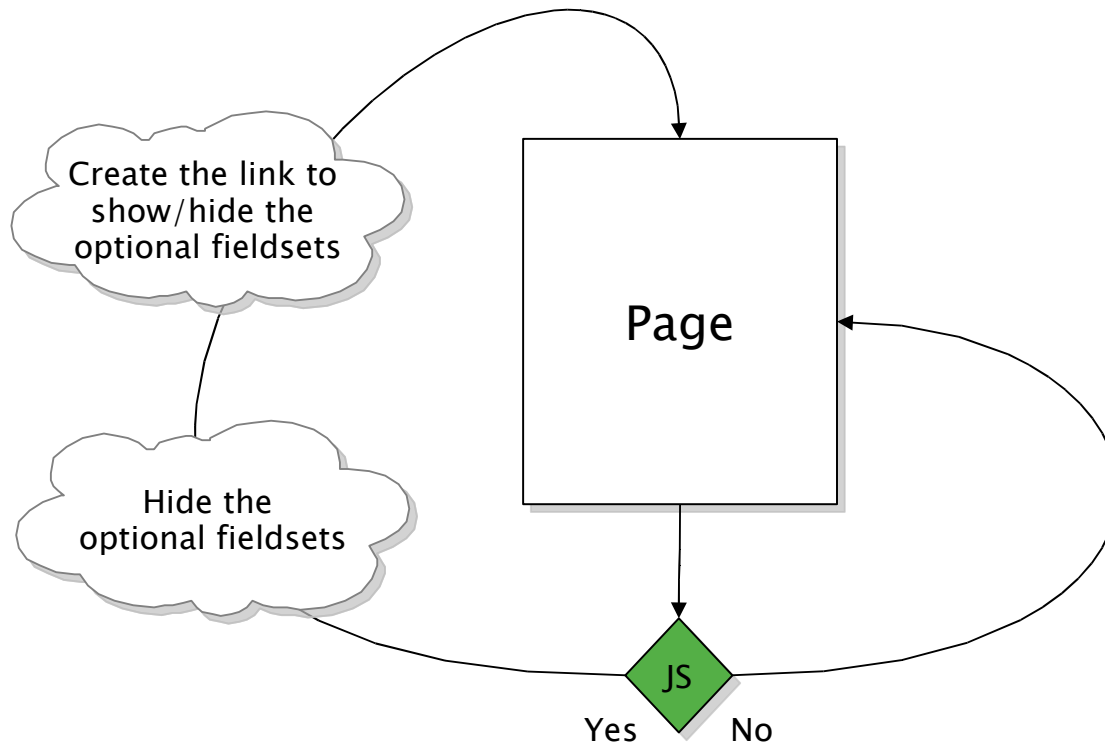 Create the link to
show/hide the
optional fieldsets
Page
Hide the
optional fieldsets
JS
Yes
No